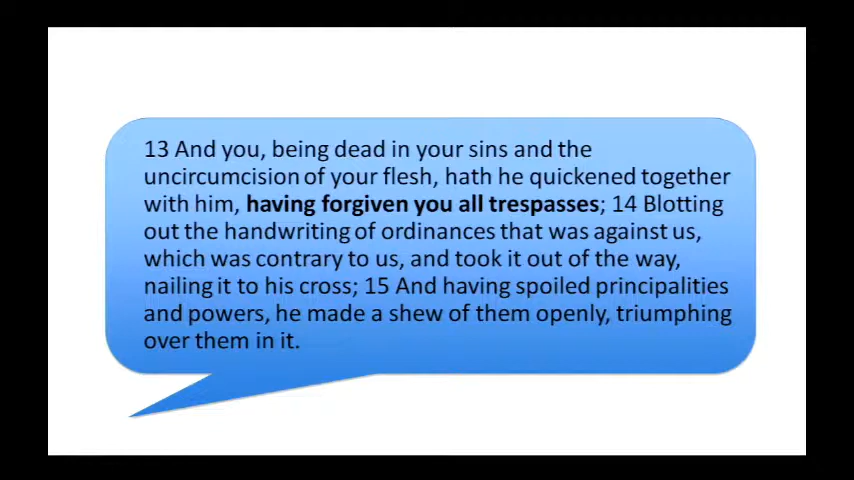 13 And you, being dead in your sins and the
uncircumcision of your flesh, hath he quickened together
with him, having forgiven you all trespasses; 14 Blotting
out the handwriting of ordinances that was against us,
which was contrary to us, and took it out of the way,
nailing it to his cross; 15 And having spoiled principalities
and powers, he made a shew of them openly, triumphing
over them in it.